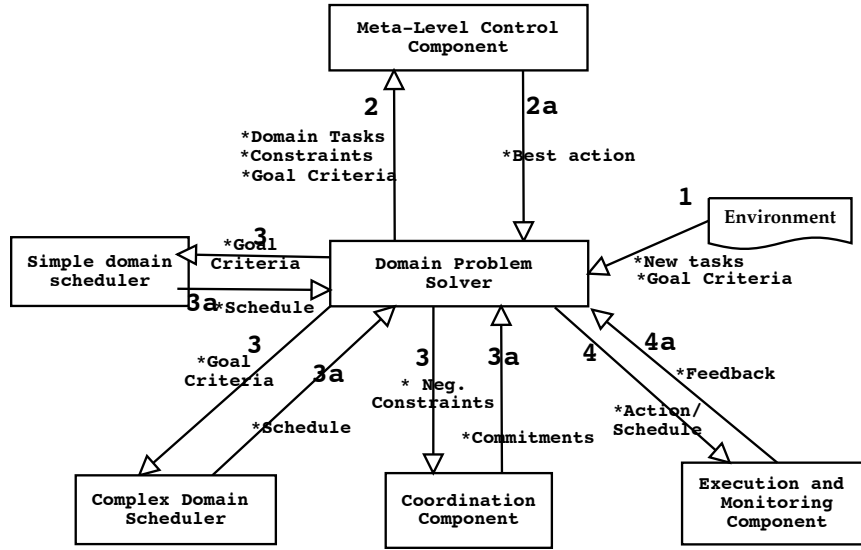 Meta-Level Control
Component
2
2a
*Domain Tasks
*Constraints
*Goal Criteria
*Best action
1
Environment
*New tasks
*Goal Criteria
Simple domain
scheduler
3
*Goal
Criteria
3a
*Schedule
Domain Problem
Solver
3
*Goal
Criteria
3a
*Schedule
3
* Neg.
Constraints
3a
*Commitments
4
*Action/
Schedule
4a
*Feedback
Complex Domain
Scheduler
Coordination
Component
Execution and
Monitoring
Component